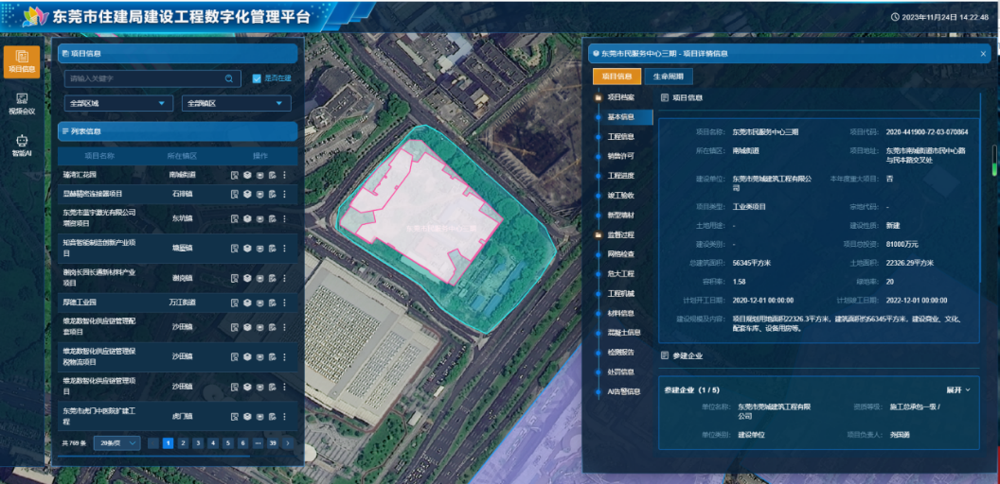 东莞市住建局建设工程数字化管理平台
2023年11月24日 14:22:48
项目信息
视频会议
智能AI
项目信息
请输入关键字
是否在建
全部区域
全部镇区
列表信息
项目名称 所在镇区 操作
南城街道
显赫精密连接器项目 石排镇
东莞市蓝宇激光有限公司
增资项目
东坑镇
知真智能制造创新产业项
目
塘厦镇
谢岗长园长通新材料产业
项目
谢岗镇
厚德工业园 万江街道
维龙数智化供应链管理配
套项目
沙田镇
维龙数智化供应链管理保
税物流项目
沙田镇
维龙数智化供应链管理项
目
沙田镇
东莞市虎门中医院扩建工
程
虎门镇
共 769 条 20条/页 1 2 3 4 5 6 ··· 39
东莞市民服务中心三期
东莞市民服务中心三期 - 项目详情信息
项目信息 生命周期
项目档案
基本信息
工程信息
销售许可
工程进度
竣工验收
新型墙材
监督过程
网格检查
危大工程
工程机械
材料信息
混凝土信息
检测报告
处罚信息
AI告警信息
项目信息
项目名称: 东莞市民服务中心三期 项目代码: 2020-441900-72-03-070864
所在镇区: 南城街道 项目地址: 东莞市南城街道市民中心路
与民本路交叉处
建设单位: 东莞市莞城建筑工程有限公
司
本年度重大项目: 否
项目类型: 工业类项目 宗地代码: -
土地用途: - 建设性质: 新建
建设类别: - 项目总投资: 81000万元
总建筑面积: 56345平方米 土地面积: 22326.29平方米
容积率: 1.58 绿地率: 20
计划开工日期: 2020-12-01 00:00:00 计划竣工日期: 2022-12-01 00:00:00
建设规模及内容: 项目规划用地面积22326.3平方米，建筑面积约56345平方米，建设商业、文化、
配套车库、设备用房等。
参建企业
参建企业（1 / 5） 展开
单位名称: 东莞市莞城建筑工程有限
公司
资质等级: 施工总承包一级 /
单位类别: 建设单位 项目负责人: 尧国勇